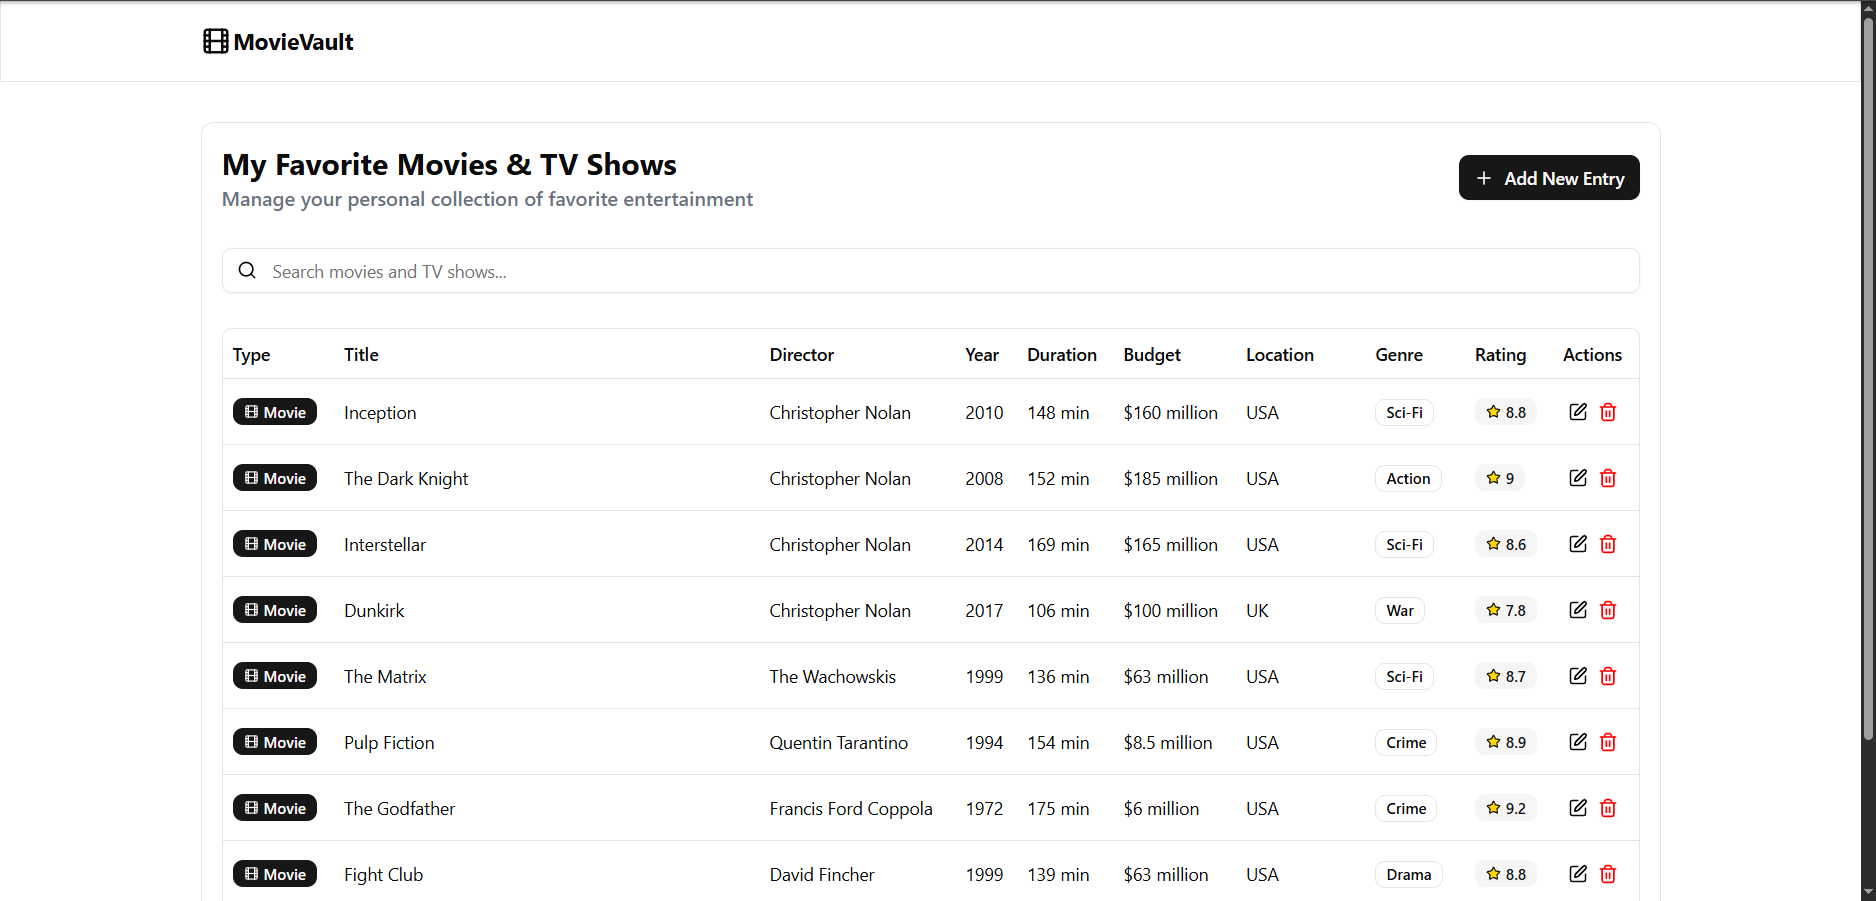 MovieVault
My Favorite Movies & TV Shows
Manage your personal collection of favorite entertainment
Add New Entry
Search movies and TV shows...
Type Title Director Year Duration Budget Location Genre Rating Actions
Movie Inception Christopher Nolan 2010 148 min $160 million USA Sci-Fi 8.8
Movie The Dark Knight Christopher Nolan 2008 152 min $185 million USA Action 9
Movie Interstellar Christopher Nolan 2014 169 min $165 million USA Sci-Fi 8.6
Movie Dunkirk Christopher Nolan 2017 106 min $100 million UK War 7.8
Movie The Matrix The Wachowskis 1999 136 min $63 million USA Sci-Fi 8.7
Movie Pulp Fiction Quentin Tarantino 1994 154 min $8.5 million USA Crime 8.9
Movie The Godfather Francis Ford Coppola 1972 175 min $6 million USA Crime 9.2
Movie Fight Club David Fincher 1999 139 min $63 million USA Drama 8.8